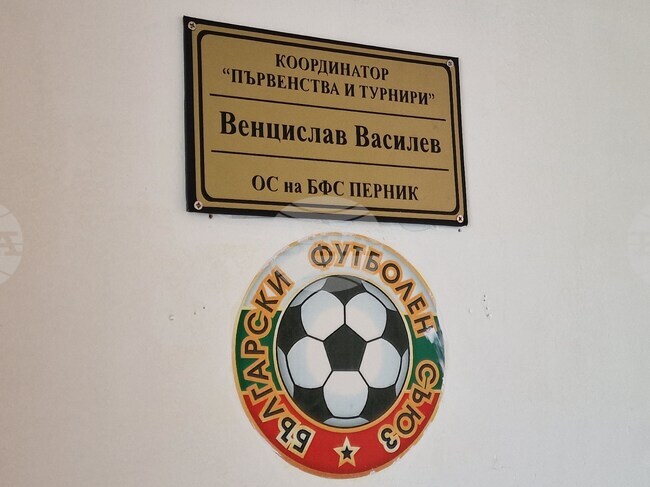 КООРДИНАТОР
“ПЪРВЕНСТВА И ТУРНИРИ”
Венцислав Василев
ОС на БФС ПЕРНИК
БЪЛГАРСКИ ФУТБОЛЕН СЪЮЗ